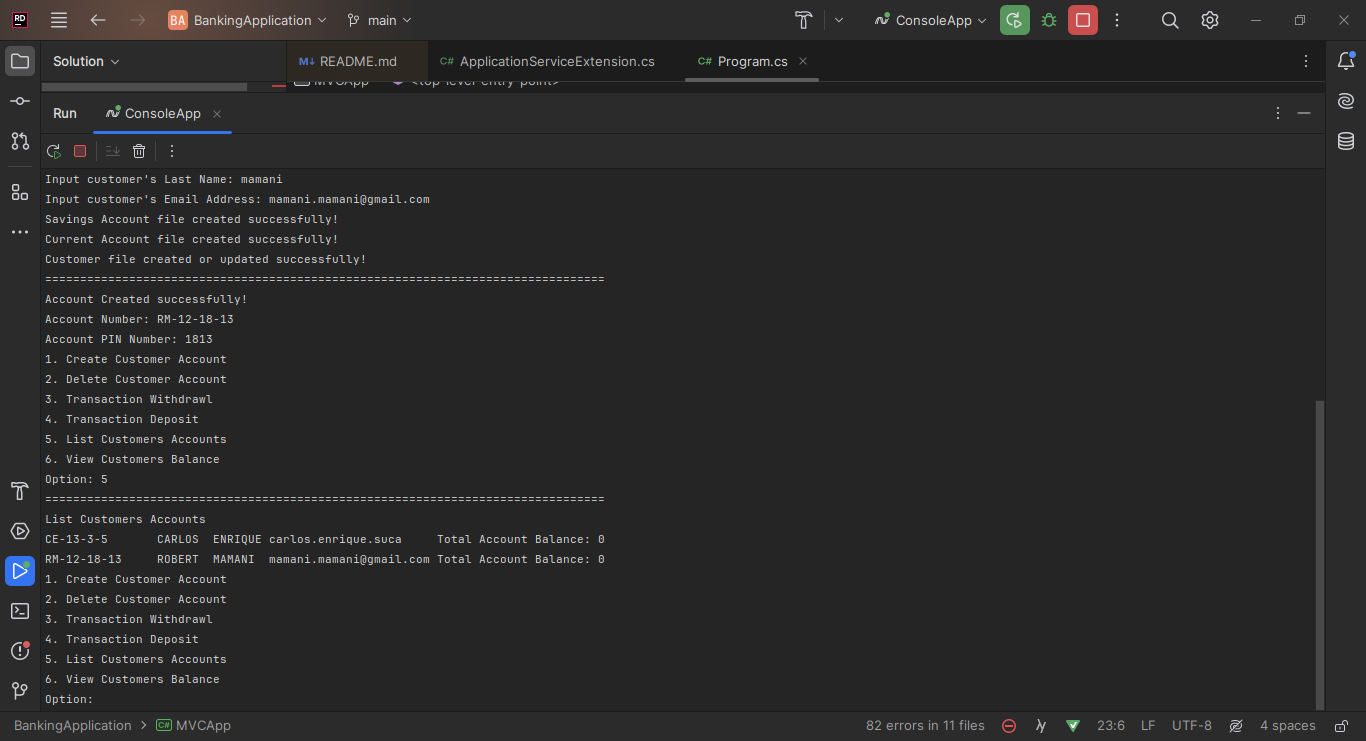 RD BA BankingApplication main ConsoleApp
Solution README.md C# ApplicationServiceExtension.cs C# Program.cs
MVCApp <top-level-entry-point>
Run ConsoleApp
Input customer's Last Name: mamani
Input customer's Email Address: mamani.mamani@gmail.com
Savings Account file created successfully!
Current Account file created successfully!
Customer file created or updated successfully!
================================================================================
Account Created successfully!
Account Number: RM-12-18-13
Account PIN Number: 1813
1. Create Customer Account
2. Delete Customer Account
3. Transaction Withdrawl
4. Transaction Deposit
5. List Customers Accounts
6. View Customers Balance
Option: 5
================================================================================
List Customers Accounts
CE-13-3-5 CARLOS ENRIQUE carlos.enrique.suca Total Account Balance: 0
RM-12-18-13 ROBERT MAMANI mamani.mamani@gmail.com Total Account Balance: 0
1. Create Customer Account
2. Delete Customer Account
3. Transaction Withdrawl
4. Transaction Deposit
5. List Customers Accounts
6. View Customers Balance
Option:
BankingApplication C# MVCApp 82 errors in 11 files 23:6 LF UTF-8 4 spaces